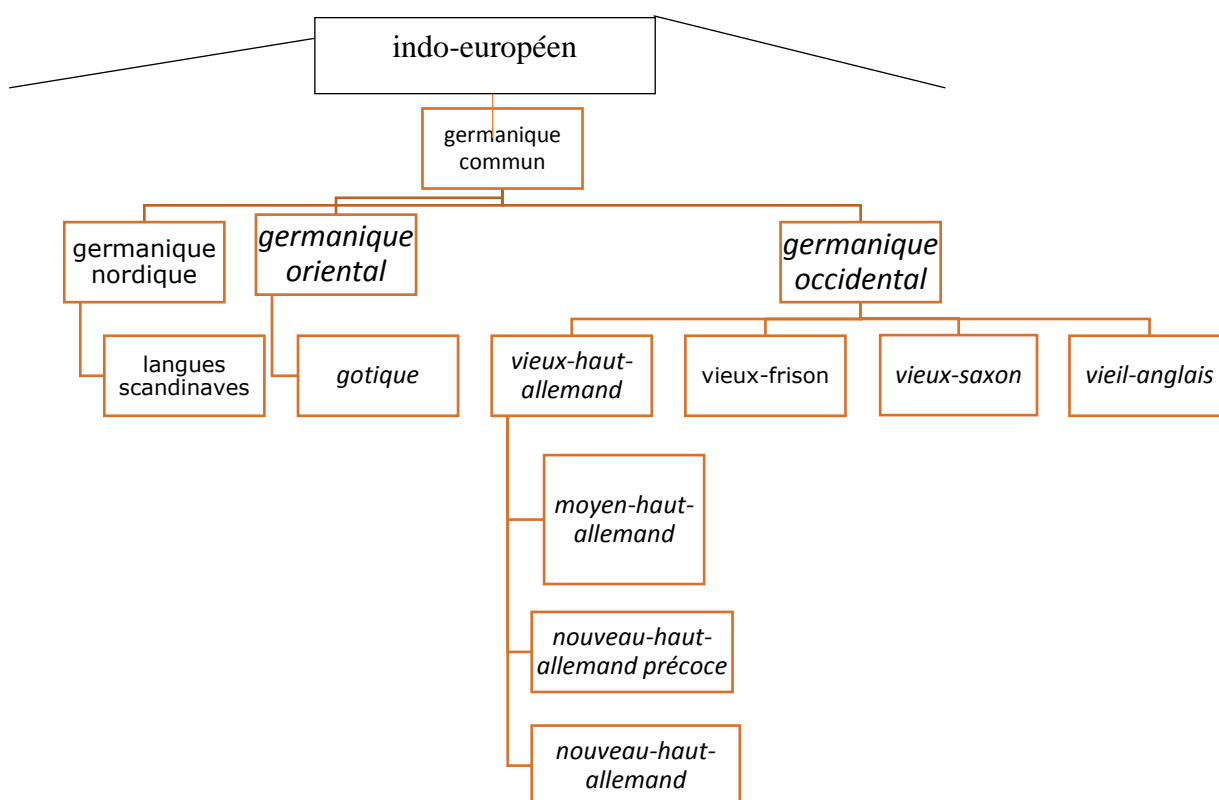 indo-européen
germanique
commun
germanique
nordique
germanique
oriental
germanique
occidental
langues
scandinaves
gotique
vieux-haut-
allemand
vieux-frison
vieux-saxon
vieil-anglais
moyen-haut-
allemand
nouveau-haut-
allemand précoce
nouveau-haut-
allemand